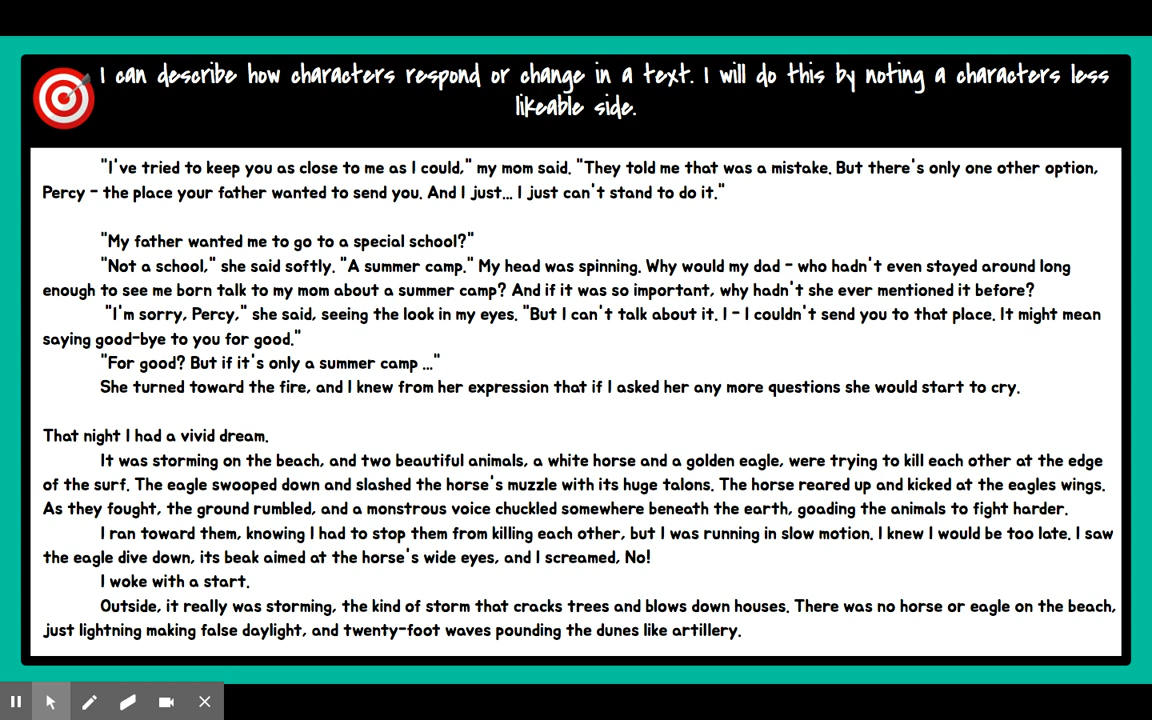 I can describe how characters respond or change in a text. I will do this by noting a characters less
likeable side.
"I've tried to keep you as close to me as I could," my mom said. "They told me that was a mistake. But there's only one other option,
Percy - the place your father wanted to send you. And I just... I just can't stand to do it."
"My father wanted me to go to a special school?"
"Not a school," she said softly. "A summer camp." My head was spinning. Why would my dad - who hadn't even stayed around long
enough to see me born talk to my mom about a summer camp? And if it was so important, why hadn't she ever mentioned it before?
"I'm sorry, Percy," she said, seeing the look in my eyes. "But I can't talk about it. I - I couldn't send you to that place. It might mean
saying good-bye to you for good."
"For good? But if it's only a summer camp ..."
She turned toward the fire, and I knew from her expression that if I asked her any more questions she would start to cry.
That night I had a vivid dream.
It was storming on the beach, and two beautiful animals, a white horse and a golden eagle, were trying to kill each other at the edge
of the surf. The eagle swooped down and slashed the horse's muzzle with its huge talons. The horse reared up and kicked at the eagles wings.
As they fought, the ground rumbled, and a monstrous voice chuckled somewhere beneath the earth, goading the animals to fight harder.
I ran toward them, knowing I had to stop them from killing each other, but I was running in slow motion. I knew I would be too late. I saw
the eagle dive down, its beak aimed at the horse's wide eyes, and I screamed, No!
I woke with a start.
Outside, it really was storming, the kind of storm that cracks trees and blows down houses. There was no horse or eagle on the beach,
just lightning making false daylight, and twenty-foot waves pounding the dunes like artillery.